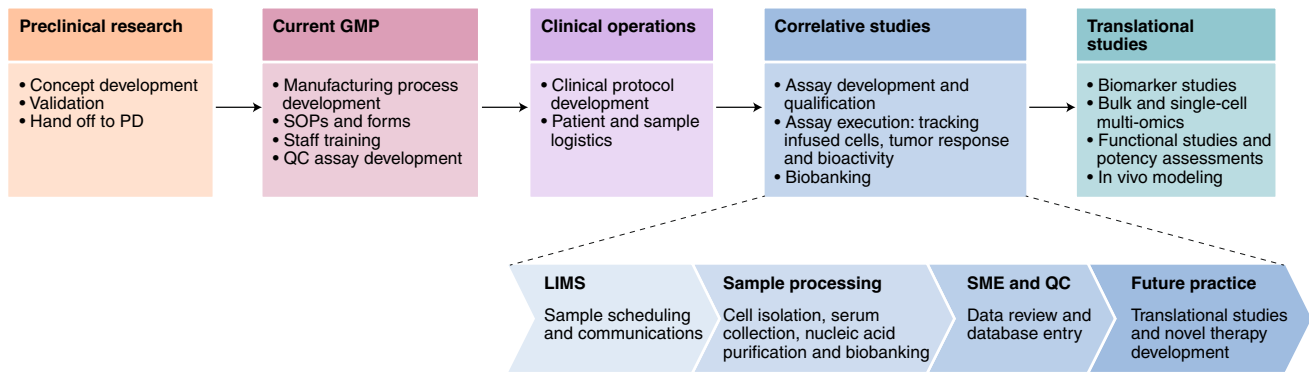 Preclinical research
• Concept development
• Validation
• Hand off to PD
Current GMP
• Manufacturing process
development
• SOPs and forms
• Staff training
• QC assay development
Clinical operations
• Clinical protocol
development
• Patient and sample
logistics
Correlative studies
• Assay development and
qualification
• Assay execution: tracking
infused cells, tumor response
and bioactivity
• Biobanking
Translational
studies
• Biomarker studies
• Bulk and single-cell
multi-omics
• Functional studies and
potency assessments
• In vivo modeling
LIMS
Sample scheduling
and communications
Sample processing
Cell isolation, serum
collection, nucleic acid
purification and biobanking
SME and QC
Data review and
database entry
Future practice
Translational studies
and novel therapy
development